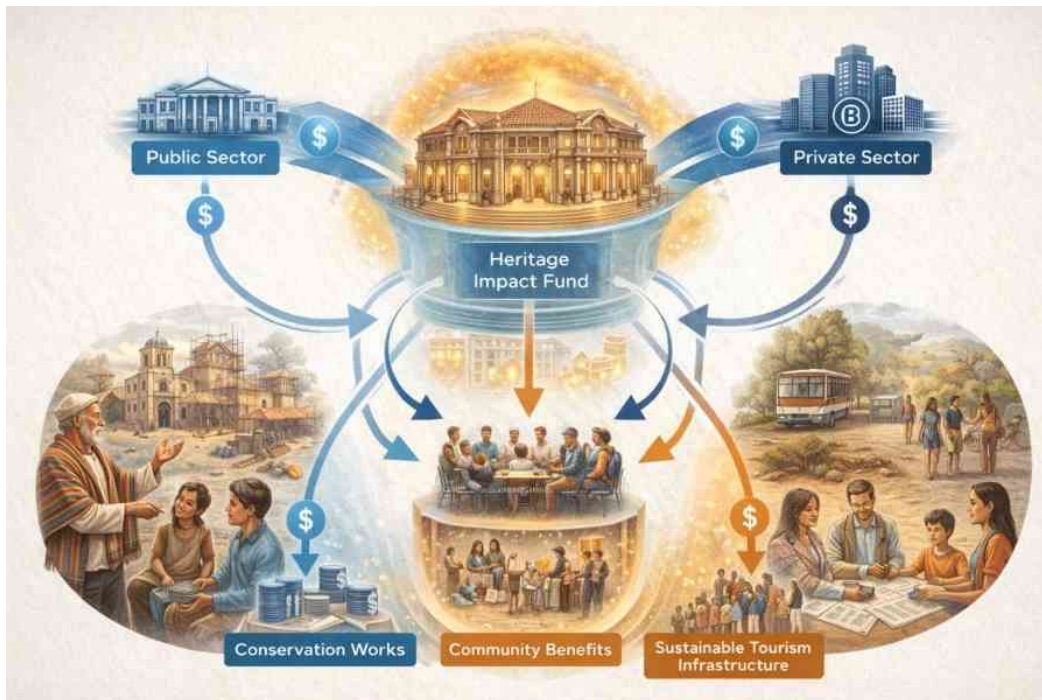 $
$
B
Public Sector
Private Sector
$
$
Heritage
Impact Fund
$
$
Conservation Works
Community Benefits
Sustainable Tourism
Infrastructure